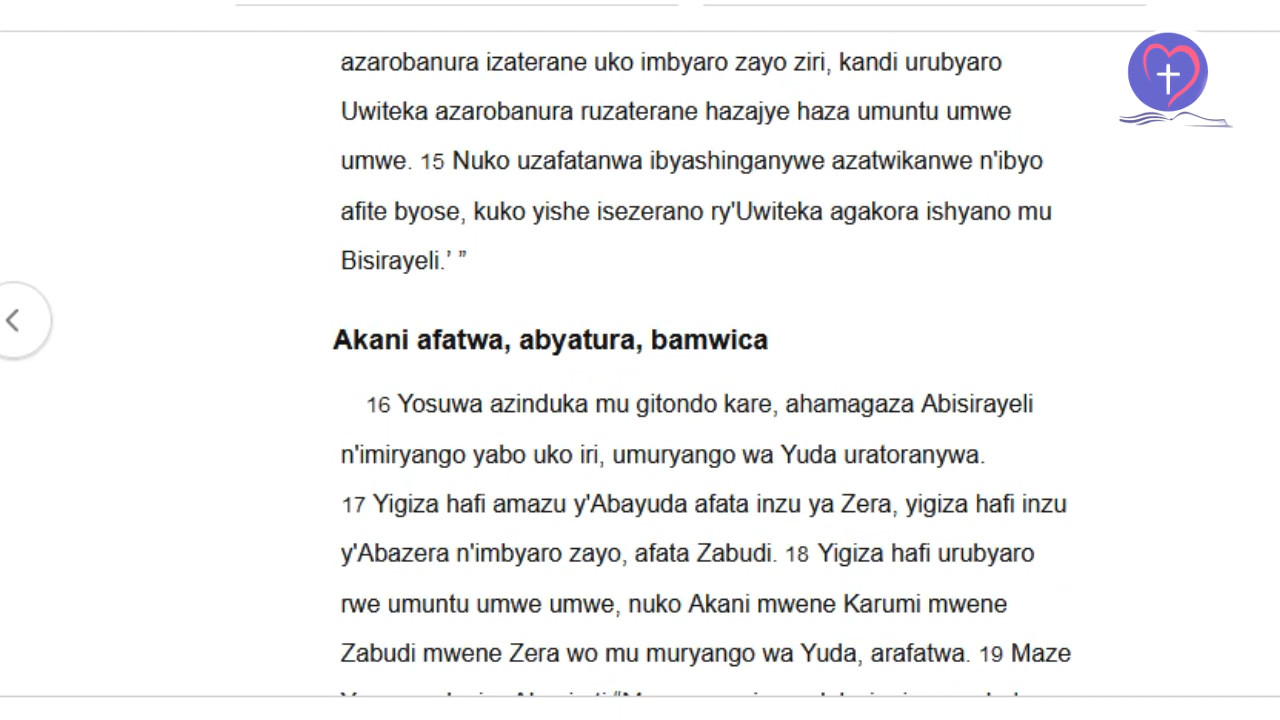 azarobanura izaterane uko imbyaro zayo ziri, kandi urubyaro
Uwiteka azarobanura ruzaterane hazajye haza umuntu umwe
umwe. 15 Nuko uzafatanwa ibyashinganywe azatwikanwe n'ibyo
afite byose, kuko yishe isezerano ry'Uwiteka agakora ishyano mu
Bisirayeli.’ ”
Akani afatwa, abyatura, bamwica
16 Yosuwa azinduka mu gitondo kare, ahamagaza Abisirayeli
n'imiryango yabo uko iri, umuryango wa Yuda uratoranywa.
17 Yigiza hafi amazu y'Abayuda afata inzu ya Zera, yigiza hafi inzu
y'Abazera n'imbyaro zayo, afata Zabudi. 18 Yigiza hafi urubyaro
rwe umuntu umwe umwe, nuko Akani mwene Karumi mwene
Zabudi mwene Zera wo mu muryango wa Yuda, arafatwa. 19 Maze